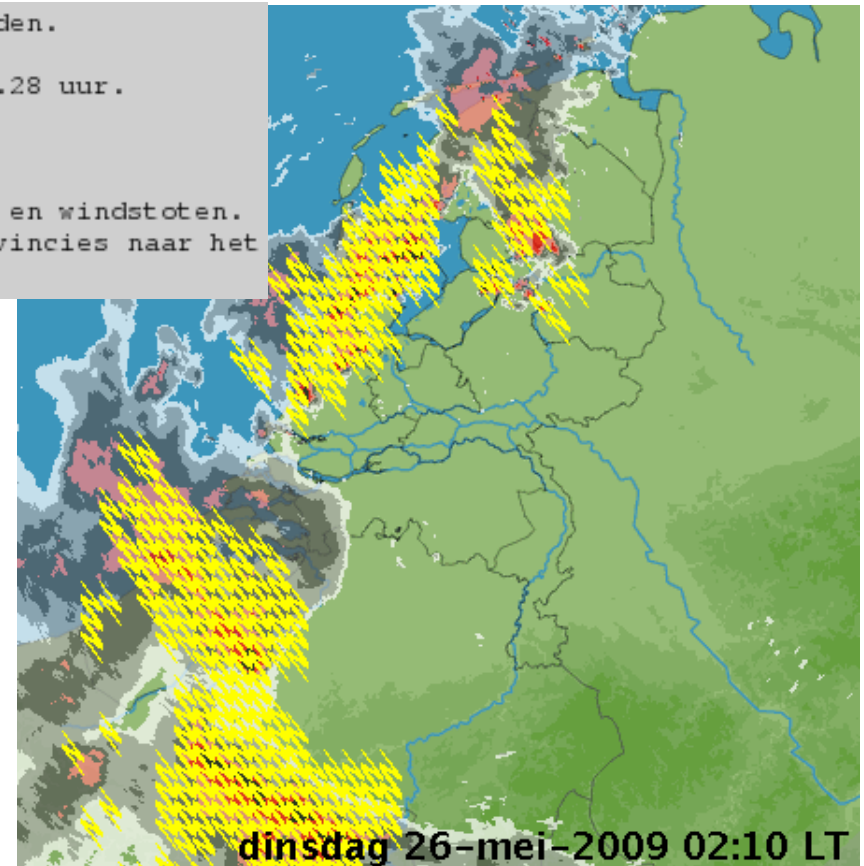 den.
.28 uur.
en windstoten.
vincies naar het
dinsdag 26-mei-2009 02:10 LT